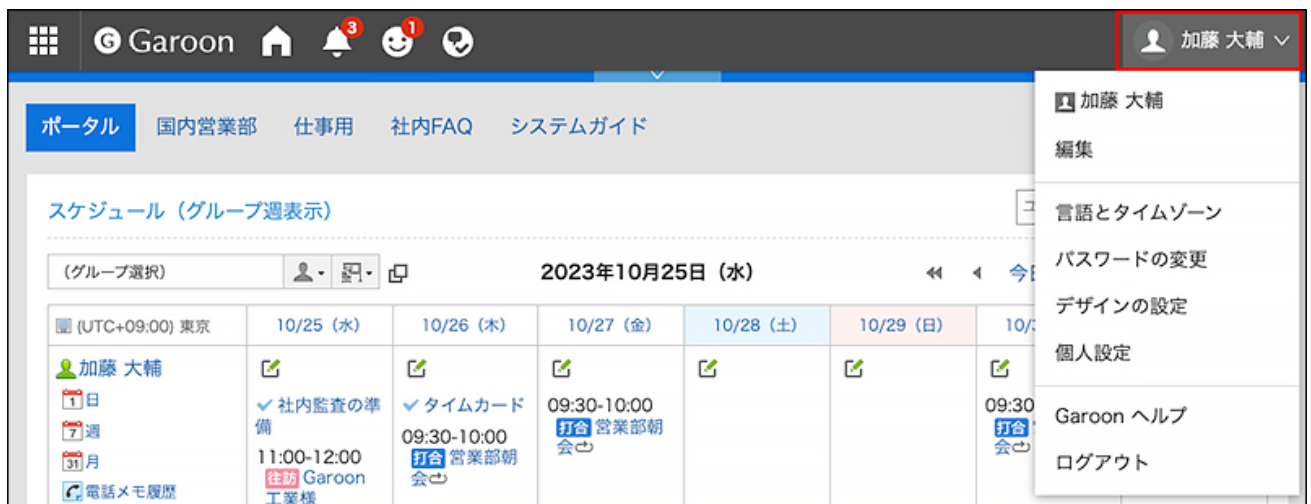 Garoon 3 1 加藤 大輔
加藤 大輔
編集
言語とタイムゾーン
パスワードの変更
デザインの設定
個人設定
Garoon ヘルプ
ログアウト
ポータル 国内営業部 仕事用 社内FAQ システムガイド
スケジュール（グループ週表示）
（グループ選択） 2023年10月25日（水）
(UTC+09:00) 東京 10/25（水） 10/26（木） 10/27（金） 10/28（土） 10/29（日）
加藤 大輔
1 日
7 週
31 月
電話メモ履歴
社内監査の準
備
11:00-12:00
往訪 Garoon
工業様
タイムカード
09:30-10:00
打合 営業部朝
会
09:30-10:00
打合 営業部朝
会
09:30
打合
会